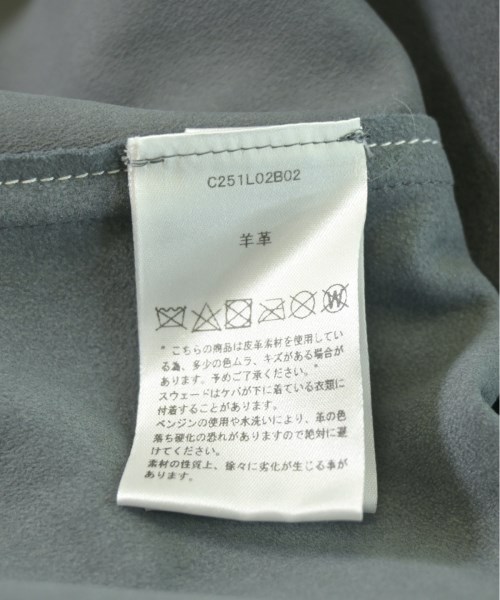 C251L02B02
羊革
W
* こちらの商品は皮革素材を使用してい
る為、多少の色ムラ、キズがある場合が
あります。予めご了承ください。
スウェードはケバが下に着ている衣類に
付着することがあります。
ベンジンの使用や水洗いにより、革の色
落ち硬化の恐れがありますので絶対に避
けてください。
素材の性質上、徐々に劣化が生じる事が
あります。